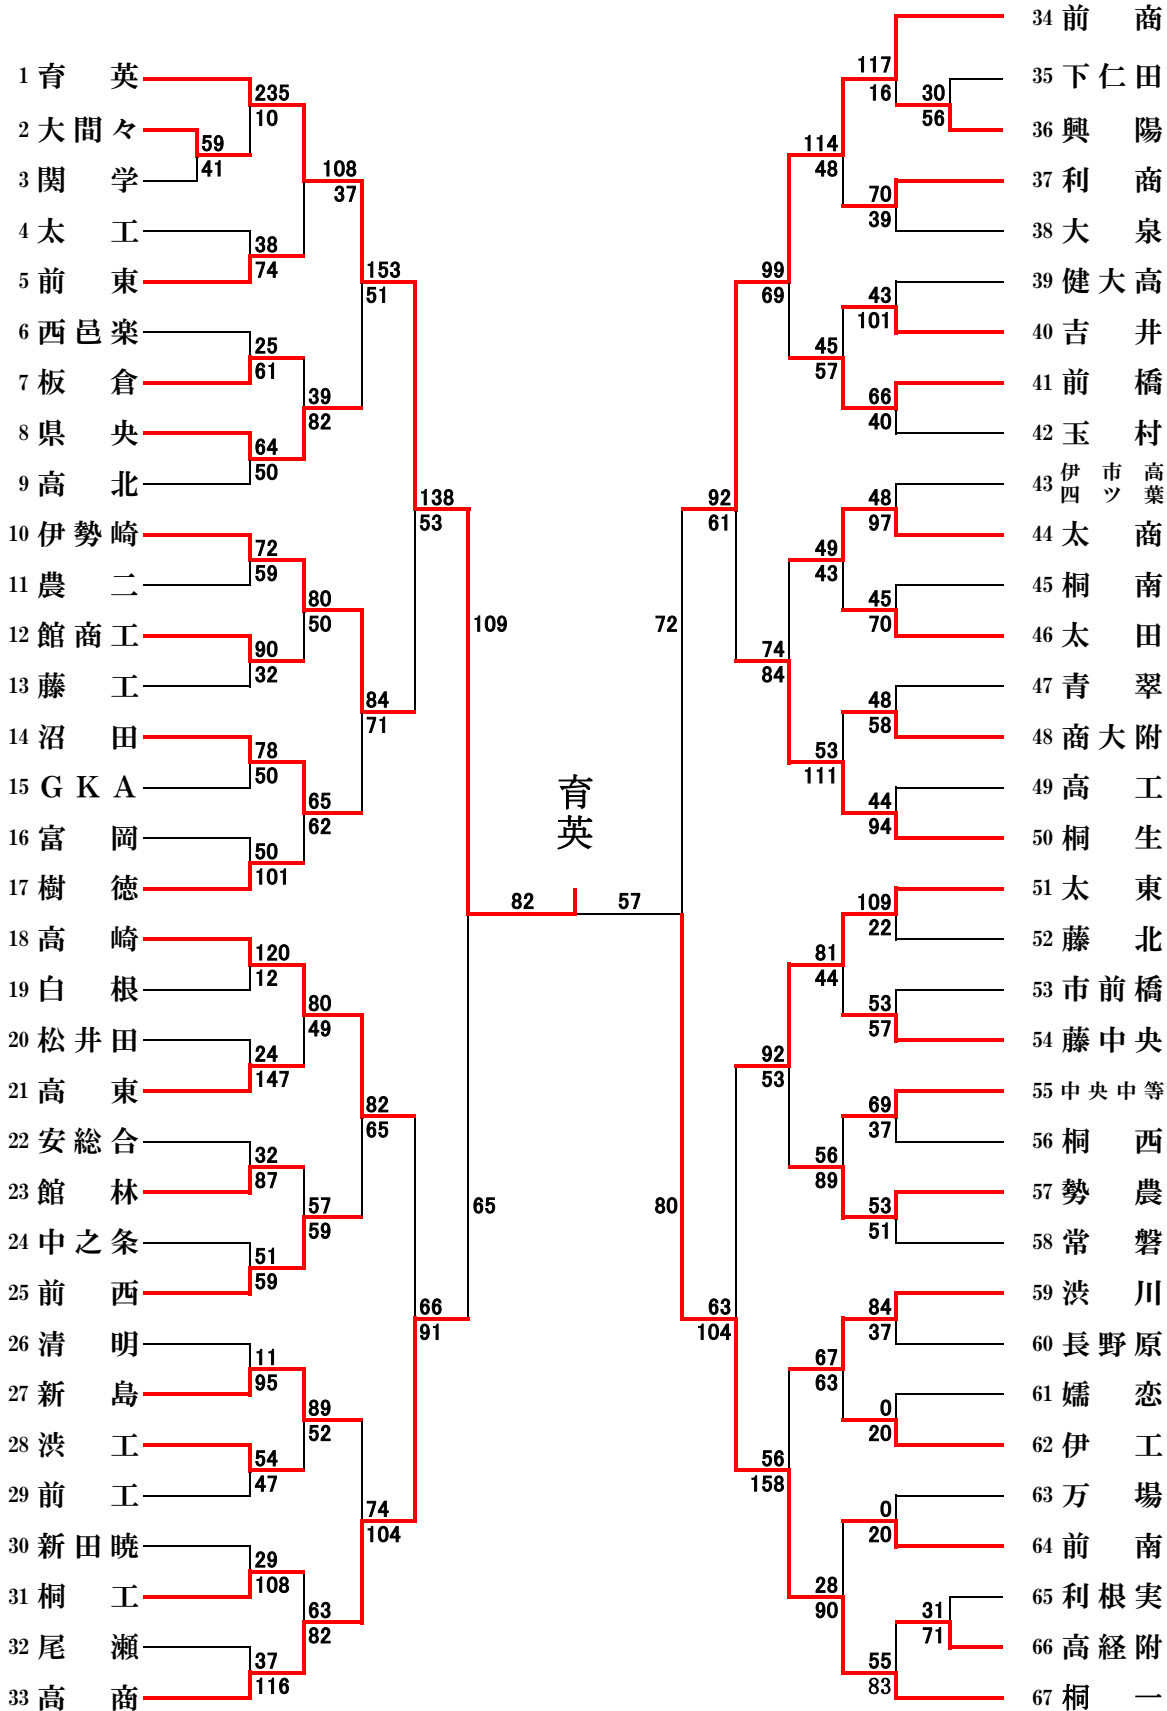 1 育 英
2 大間々
3 関 学
4 太 工
5 前 東
6 西邑楽
7 板 倉
8 県 央
9 高 北
10 伊勢崎
11 農 二
12 館商工
13 藤 工
14 沼 田
15 G K A
16 富 岡
17 樹 徳
18 高 崎
19 白 根
20 松井田
21 高 東
22 安総合
23 館 林
24 中之条
25 前 西
26 清 明
27 新 島
28 渋 工
29 前 工
30 新田暁
31 桐 工
32 尾 瀬
33 高 商
59
41
235
10
38
74
25
61
64
50
72
59
90
32
78
50
50
101
120
12
24
147
32
87
51
59
11
95
54
47
29
108
37
116
108
37
39
82
80
50
65
62
80
49
57
59
89
52
63
82
153
51
84
71
82
65
74
104
138
53
66
91
109
65
82
育英
57
72
80
92
61
63
104
99
69
74
84
92
53
56
158
114
48
45
57
49
43
53
111
81
44
56
89
67
63
28
90
117
16
70
39
43
101
66
40
48
97
45
70
48
58
44
94
109
22
53
57
69
37
53
51
84
37
0
20
0
20
55
83
30
56
31
71
34 前 商
35 下仁田
36 興 陽
37 利 商
38 大 泉
39 健大高
40 吉 井
41 前 橋
42 玉 村
43 伊 市 高
四 ツ 葉
44 太 商
45 桐 南
46 太 田
47 青 翠
48 商大附
49 高 工
50 桐 生
51 太 東
52 藤 北
53 市前橋
54 藤中央
55 中央中等
56 桐 西
57 勢 農
58 常 磐
59 渋 川
60 長野原
61 嬬 恋
62 伊 工
63 万 場
64 前 南
65 利根実
66 高経附
67 桐 一